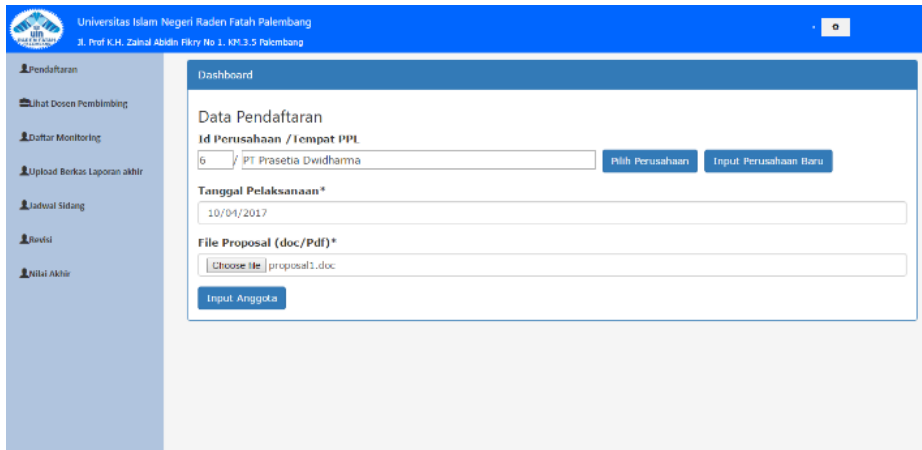 Universitas Islam Negeri Raden Fatah Palembang
Jl. Prof K.H. Zainal Abidin Fikry No 1. KM.3.5 Palembang
uin
Pendaftaran
Lihat Dosen Pembimbing
Daftar Monitoring
Upload Berkas Laporan akhir
Jadwal Sidang
Revisi
Nilai Akhir
Dashboard
Data Pendaftaran
Id Perusahaan /Tempat PPL
6 / PT Prasetia Dwidharma Pilih Perusahaan Input Perusahaan Baru
Tanggal Pelaksanaan*
10/04/2017
File Proposal (doc/Pdf)*
Choose file proposal1.doc
Input Anggota